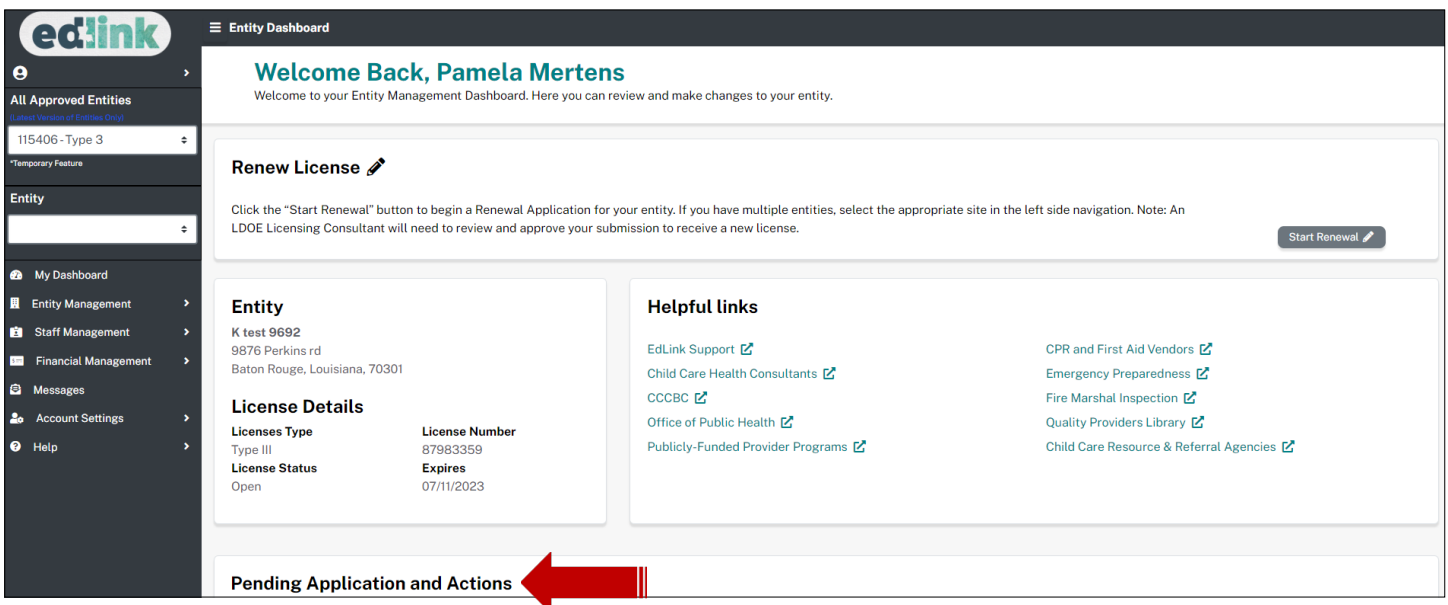 edlink
Entity Dashboard
All Approved Entities
(Latest Version of Entities Only)
115406 - Type 3
*Temporary Feature
Entity
My Dashboard
Entity Management
Staff Management
Financial Management
Messages
Account Settings
Help
Welcome Back, Pamela Mertens
Welcome to your Entity Management Dashboard. Here you can review and make changes to your entity.
Renew License
Click the “Start Renewal” button to begin a Renewal Application for your entity. If you have multiple entities, select the appropriate site in the left side navigation. Note: An
LDOE Licensing Consultant will need to review and approve your submission to receive a new license.
Start Renewal
Entity
K test 9692
9876 Perkins rd
Baton Rouge, Louisiana, 70301
License Details
Licenses Type License Number
Type III 87983359
License Status Expires
Open 07/11/2023
Helpful links
EdLink Support
Child Care Health Consultants
CCCBC
Office of Public Health
Publicly-Funded Provider Programs
CPR and First Aid Vendors
Emergency Preparedness
Fire Marshal Inspection
Quality Providers Library
Child Care Resource & Referral Agencies
Pending Application and Actions